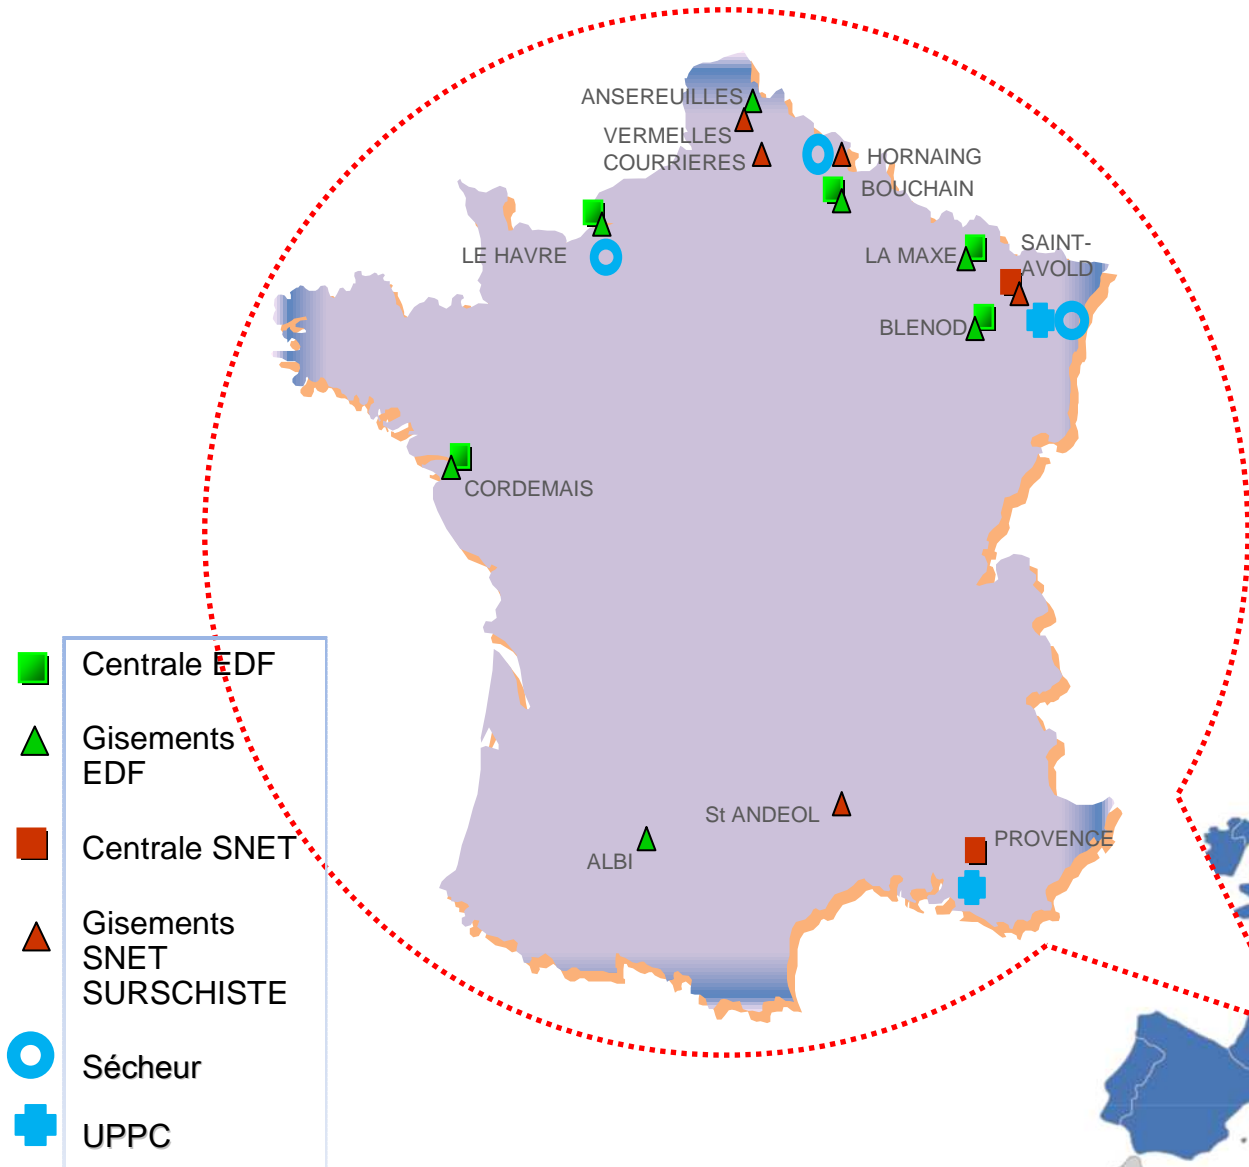 ANSEREUILLES
VERMELLES
COURRIERES
HORNAING
BOUCHAIN
LE HAVRE
LA MAXE
SAINT-
AVOLD
BLENOD
CORDEMAIS
St ANDEOL
ALBI
PROVENCE
Centrale EDF
Gisements
EDF
Centrale SNET
Gisements
SNET
SURSCHISTE
Sécheur
UPPC